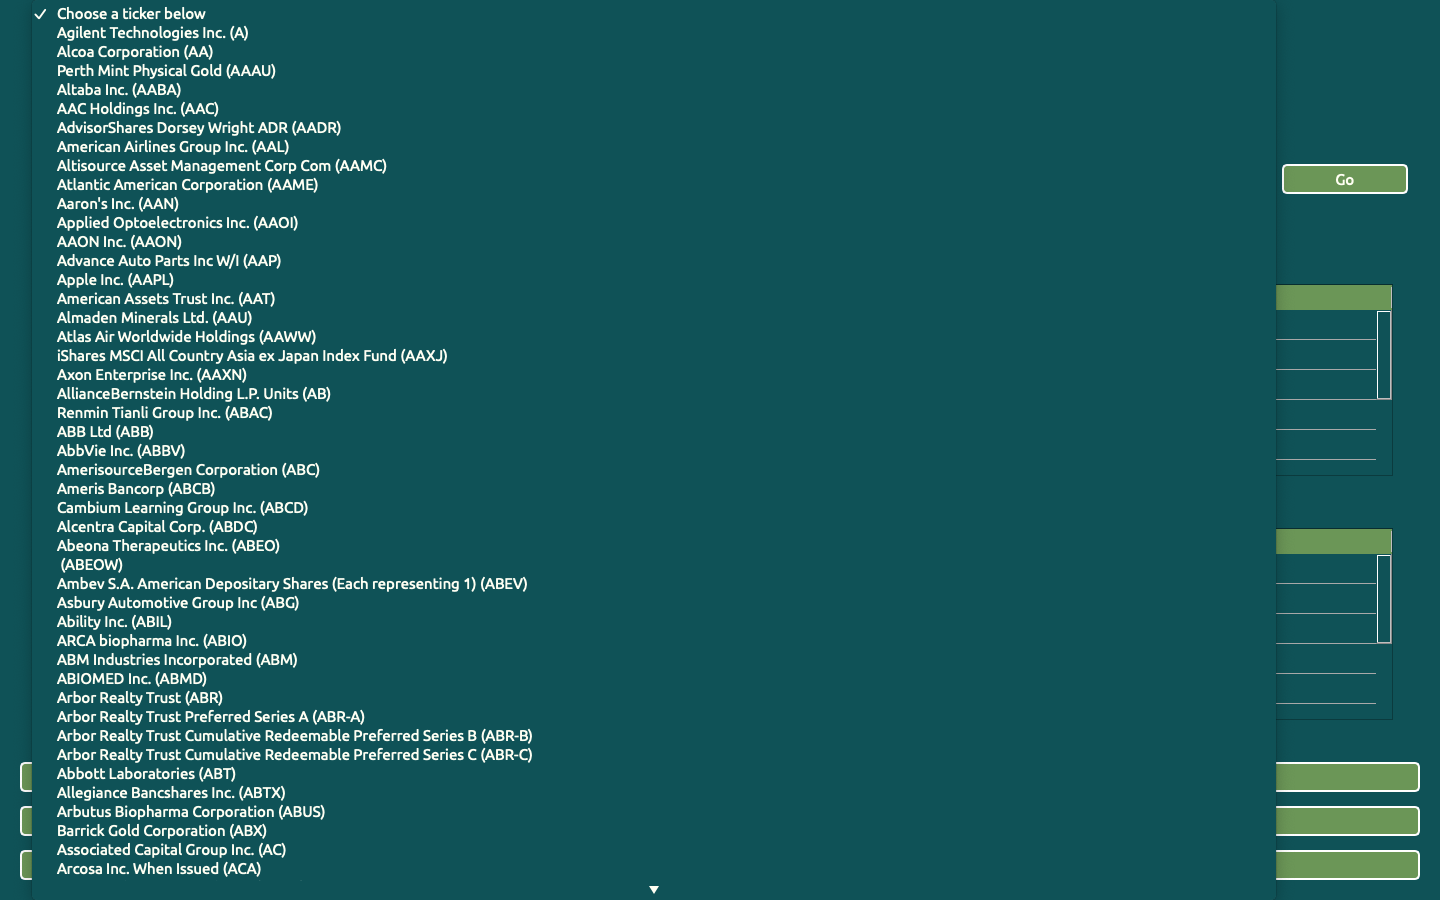 ✓ Choose a ticker below
Agilent Technologies Inc. (A)
Alcoa Corporation (AA)
Perth Mint Physical Gold (AAAU)
Altaba Inc. (AABA)
AAC Holdings Inc. (AAC)
AdvisorShares Dorsey Wright ADR (AADR)
American Airlines Group Inc. (AAL)
Altisource Asset Management Corp Com (AAMC)
Atlantic American Corporation (AAME)
Go
Aaron's Inc. (AAN)
Applied Optoelectronics Inc. (AAOI)
AAON Inc. (AAON)
Advance Auto Parts Inc W/I (AAP)
Apple Inc. (AAPL)
American Assets Trust Inc. (AAT)
Almaden Minerals Ltd. (AAU)
Atlas Air Worldwide Holdings (AAWW)
iShares MSCI All Country Asia ex Japan Index Fund (AAXJ)
Axon Enterprise Inc. (AAXN)
AllianceBernstein Holding L.P. Units (AB)
Renmin Tianli Group Inc. (ABAC)
ABB Ltd (ABB)
AbbVie Inc. (ABBV)
AmerisourceBergen Corporation (ABC)
Ameris Bancorp (ABCB)
Cambium Learning Group Inc. (ABCD)
Alcentra Capital Corp. (ABDC)
Abeona Therapeutics Inc. (ABEO)
(ABEOW)
Ambev S.A. American Depositary Shares (Each representing 1) (ABEV)
Asbury Automotive Group Inc (ABG)
Ability Inc. (ABIL)
ARCA biopharma Inc. (ABIO)
ABM Industries Incorporated (ABM)
ABIOMED Inc. (ABMD)
Arbor Realty Trust (ABR)
Arbor Realty Trust Preferred Series A (ABR-A)
Arbor Realty Trust Cumulative Redeemable Preferred Series B (ABR-B)
Arbor Realty Trust Cumulative Redeemable Preferred Series C (ABR-C)
Abbott Laboratories (ABT)
Allegiance Bancshares Inc. (ABTX)
Arbutus Biopharma Corporation (ABUS)
Barrick Gold Corporation (ABX)
Associated Capital Group Inc. (AC)
Arcosa Inc. When Issued (ACA)